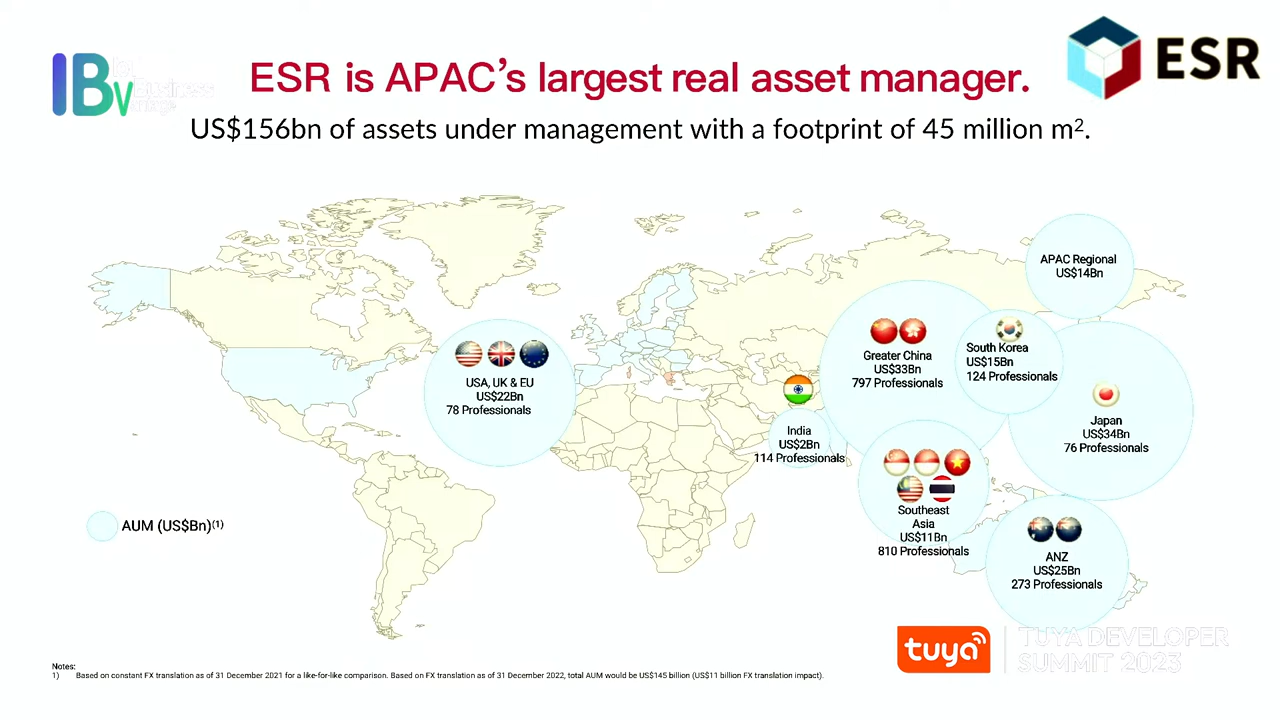 IBv
Business
ESR
ESR is APAC's largest real asset manager.
US$156bn of assets under management with a footprint of 45 million m².
APAC Regional
US$14Bn
Greater China
US$33Bn
797 Professionals
South Korea
US$15Bn
124 Professionals
USA, UK & EU
US$22Bn
78 Professionals
India
US$2Bn
114 Professionals
Japan
US$34Bn
76 Professionals
Southeast
Asia
US$11Bn
810 Professionals
ANZ
US$25Bn
273 Professionals
AUM (US$Bn)(1)
tuya
TUYA DEVELOPER
SUMMIT 2023
Notes:
1) Based on constant FX translation as of 31 December 2021 for a like-for-like comparison. Based on FX translation as of 31 December 2022, total AUM would be US$145 billion (US$11 billion FX translation impact).